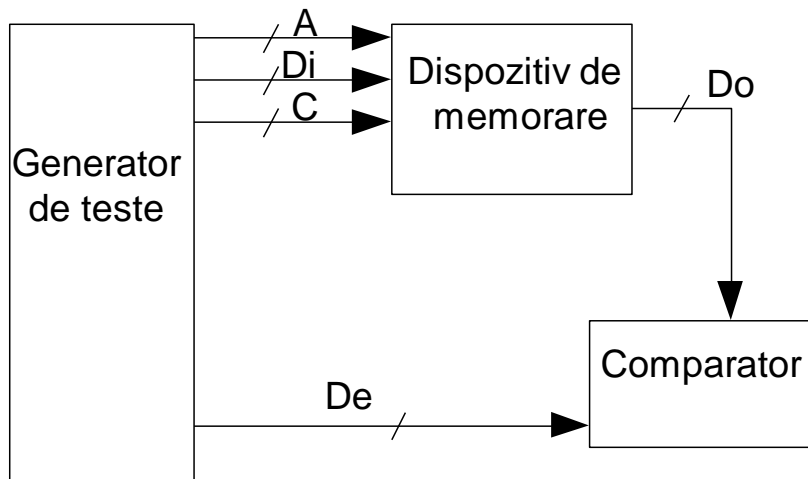 A
Di
C
Dispozitiv de
memorare
Do
Generator
de teste
Comparator
De